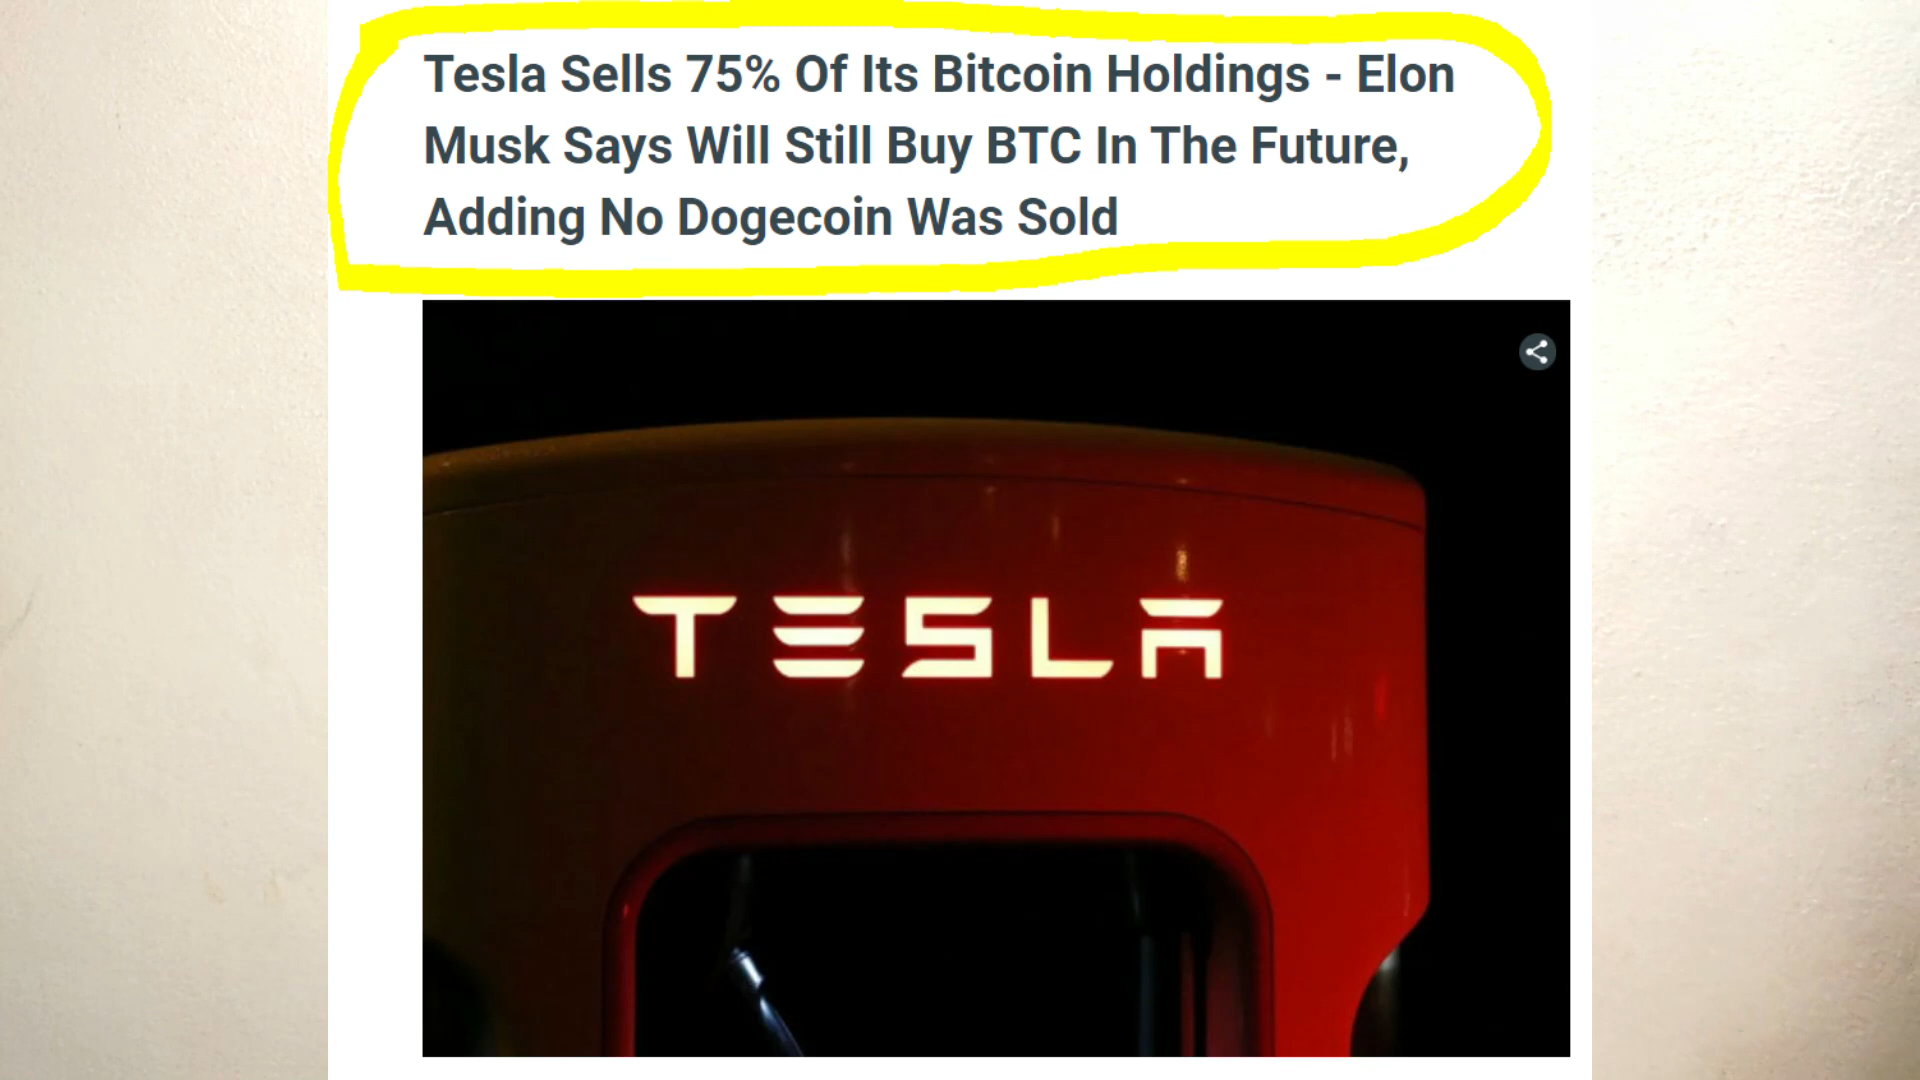 Tesla Sells 75% Of Its Bitcoin Holdings - Elon
Musk Says Will Still Buy BTC In The Future,
Adding No Dogecoin Was Sold
TESLA